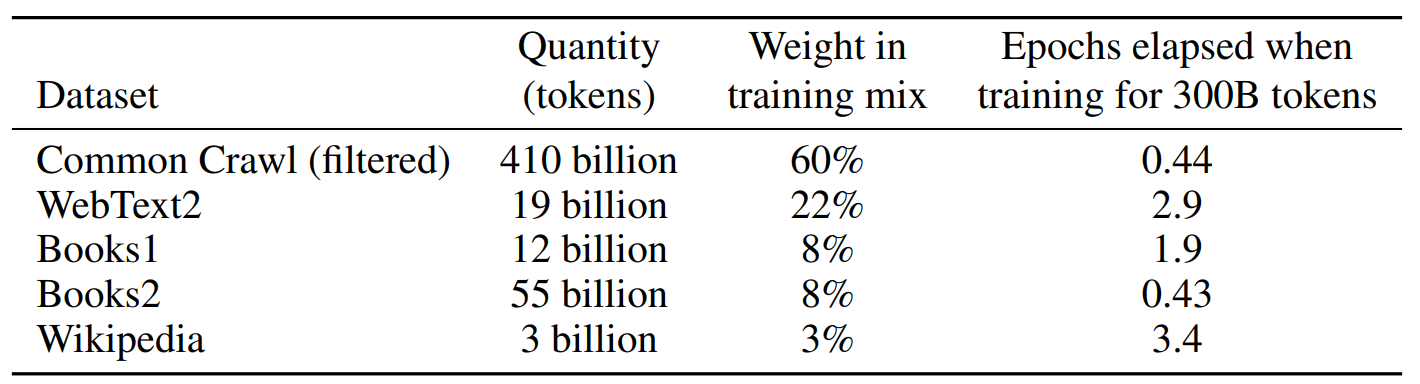 Dataset Quantity (tokens) Weight in training mix Epochs elapsed when training for 300B tokens
Common Crawl (filtered) 410 billion 60% 0.44
WebText2 19 billion 22% 2.9
Books1 12 billion 8% 1.9
Books2 55 billion 8% 0.43
Wikipedia 3 billion 3% 3.4